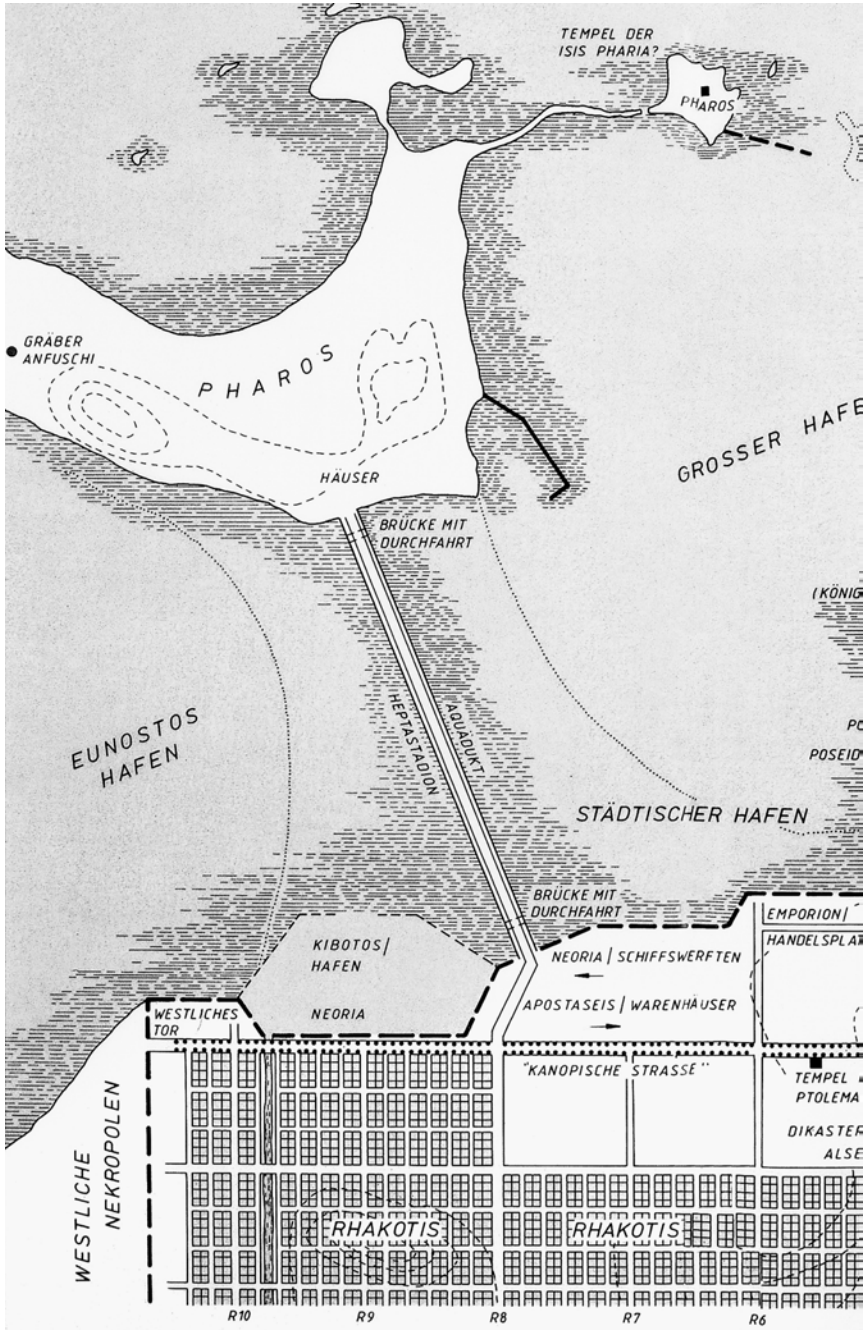 TEMPEL DER
ISIS PHARIA?
PHAROS
GRÄBER
ANFUSCHI
PHAROS
GROSSER HAFE
HÄUSER
BRÜCKE MIT
DURCHFAHRT
(KÖNIG
HEPTASTADION
AQUADUKT
EUNOSTOS
HAFEN
PO
POSEID
STÄDTISCHER HAFEN
BRÜCKE MIT
DURCHFAHRT
EMPORION/
HANDELSPLA
KIBOTOS/
HAFEN
NEORIA
NEORIA / SCHIFFSWERFTEN
APOSTASEIS / WARENHÄUSER
WESTLICHES
TOR
"KANOPISCHE STRASSE"
TEMPEL
PTOLEMA
DIKASTER
ALSE
WESTLICHE
NEKROPOLEN
RHAKOTIS
RHAKOTIS
R10
R9
R8
R7
R6